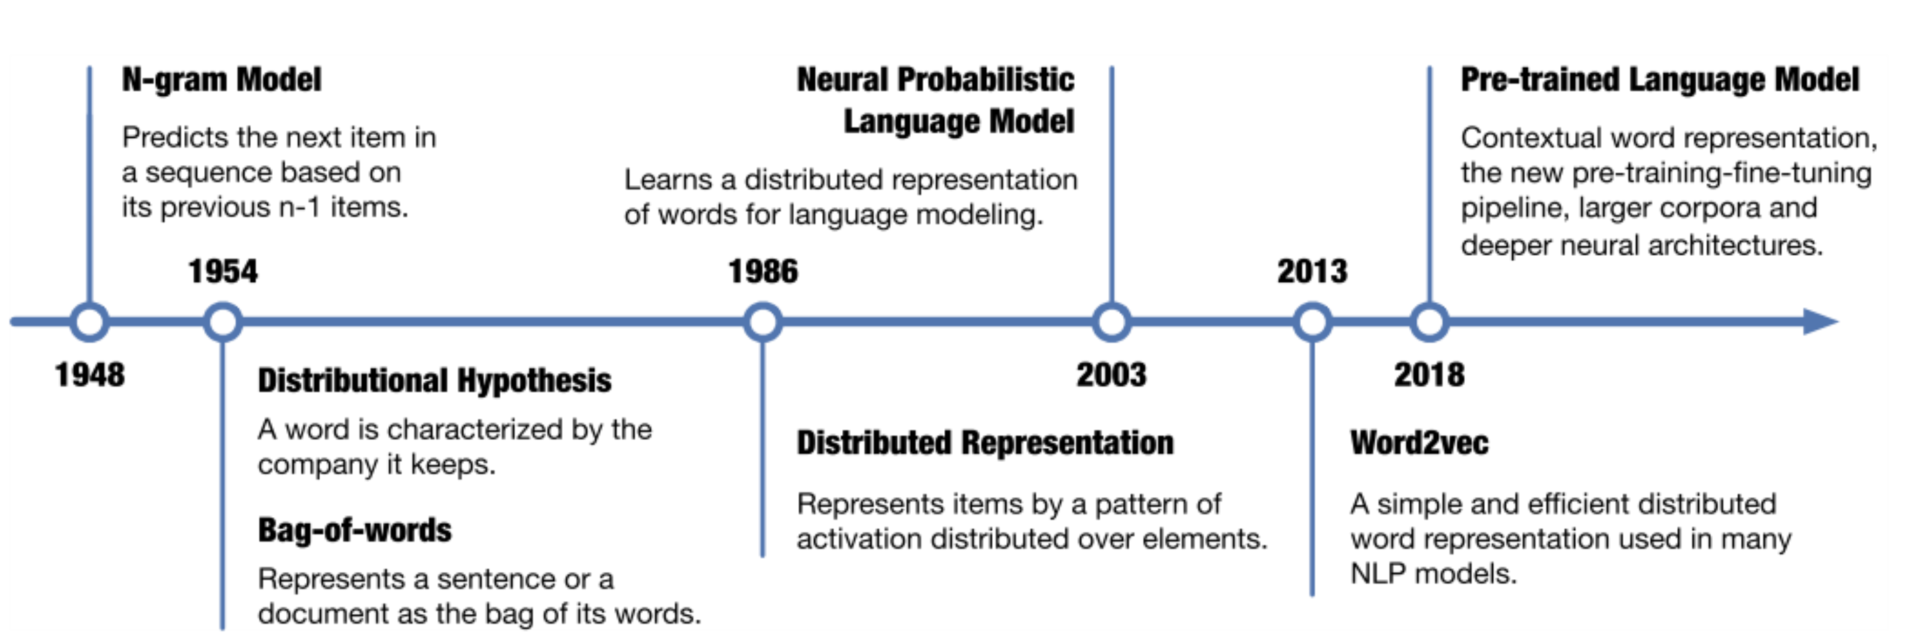 N-gram Model
Predicts the next item in
a sequence based on
its previous n-1 items.
1948
1954
Distributional Hypothesis
A word is characterized by the
company it keeps.
Bag-of-words
Represents a sentence or a
document as the bag of its words.
1986
Distributed Representation
Represents items by a pattern of
activation distributed over elements.
Neural Probabilistic
Language Model
Learns a distributed representation
of words for language modeling.
2003
2013
Word2vec
A simple and efficient distributed
word representation used in many
NLP models.
Pre-trained Language Model
Contextual word representation,
the new pre-training-fine-tuning
pipeline, larger corpora and
deeper neural architectures.
2018